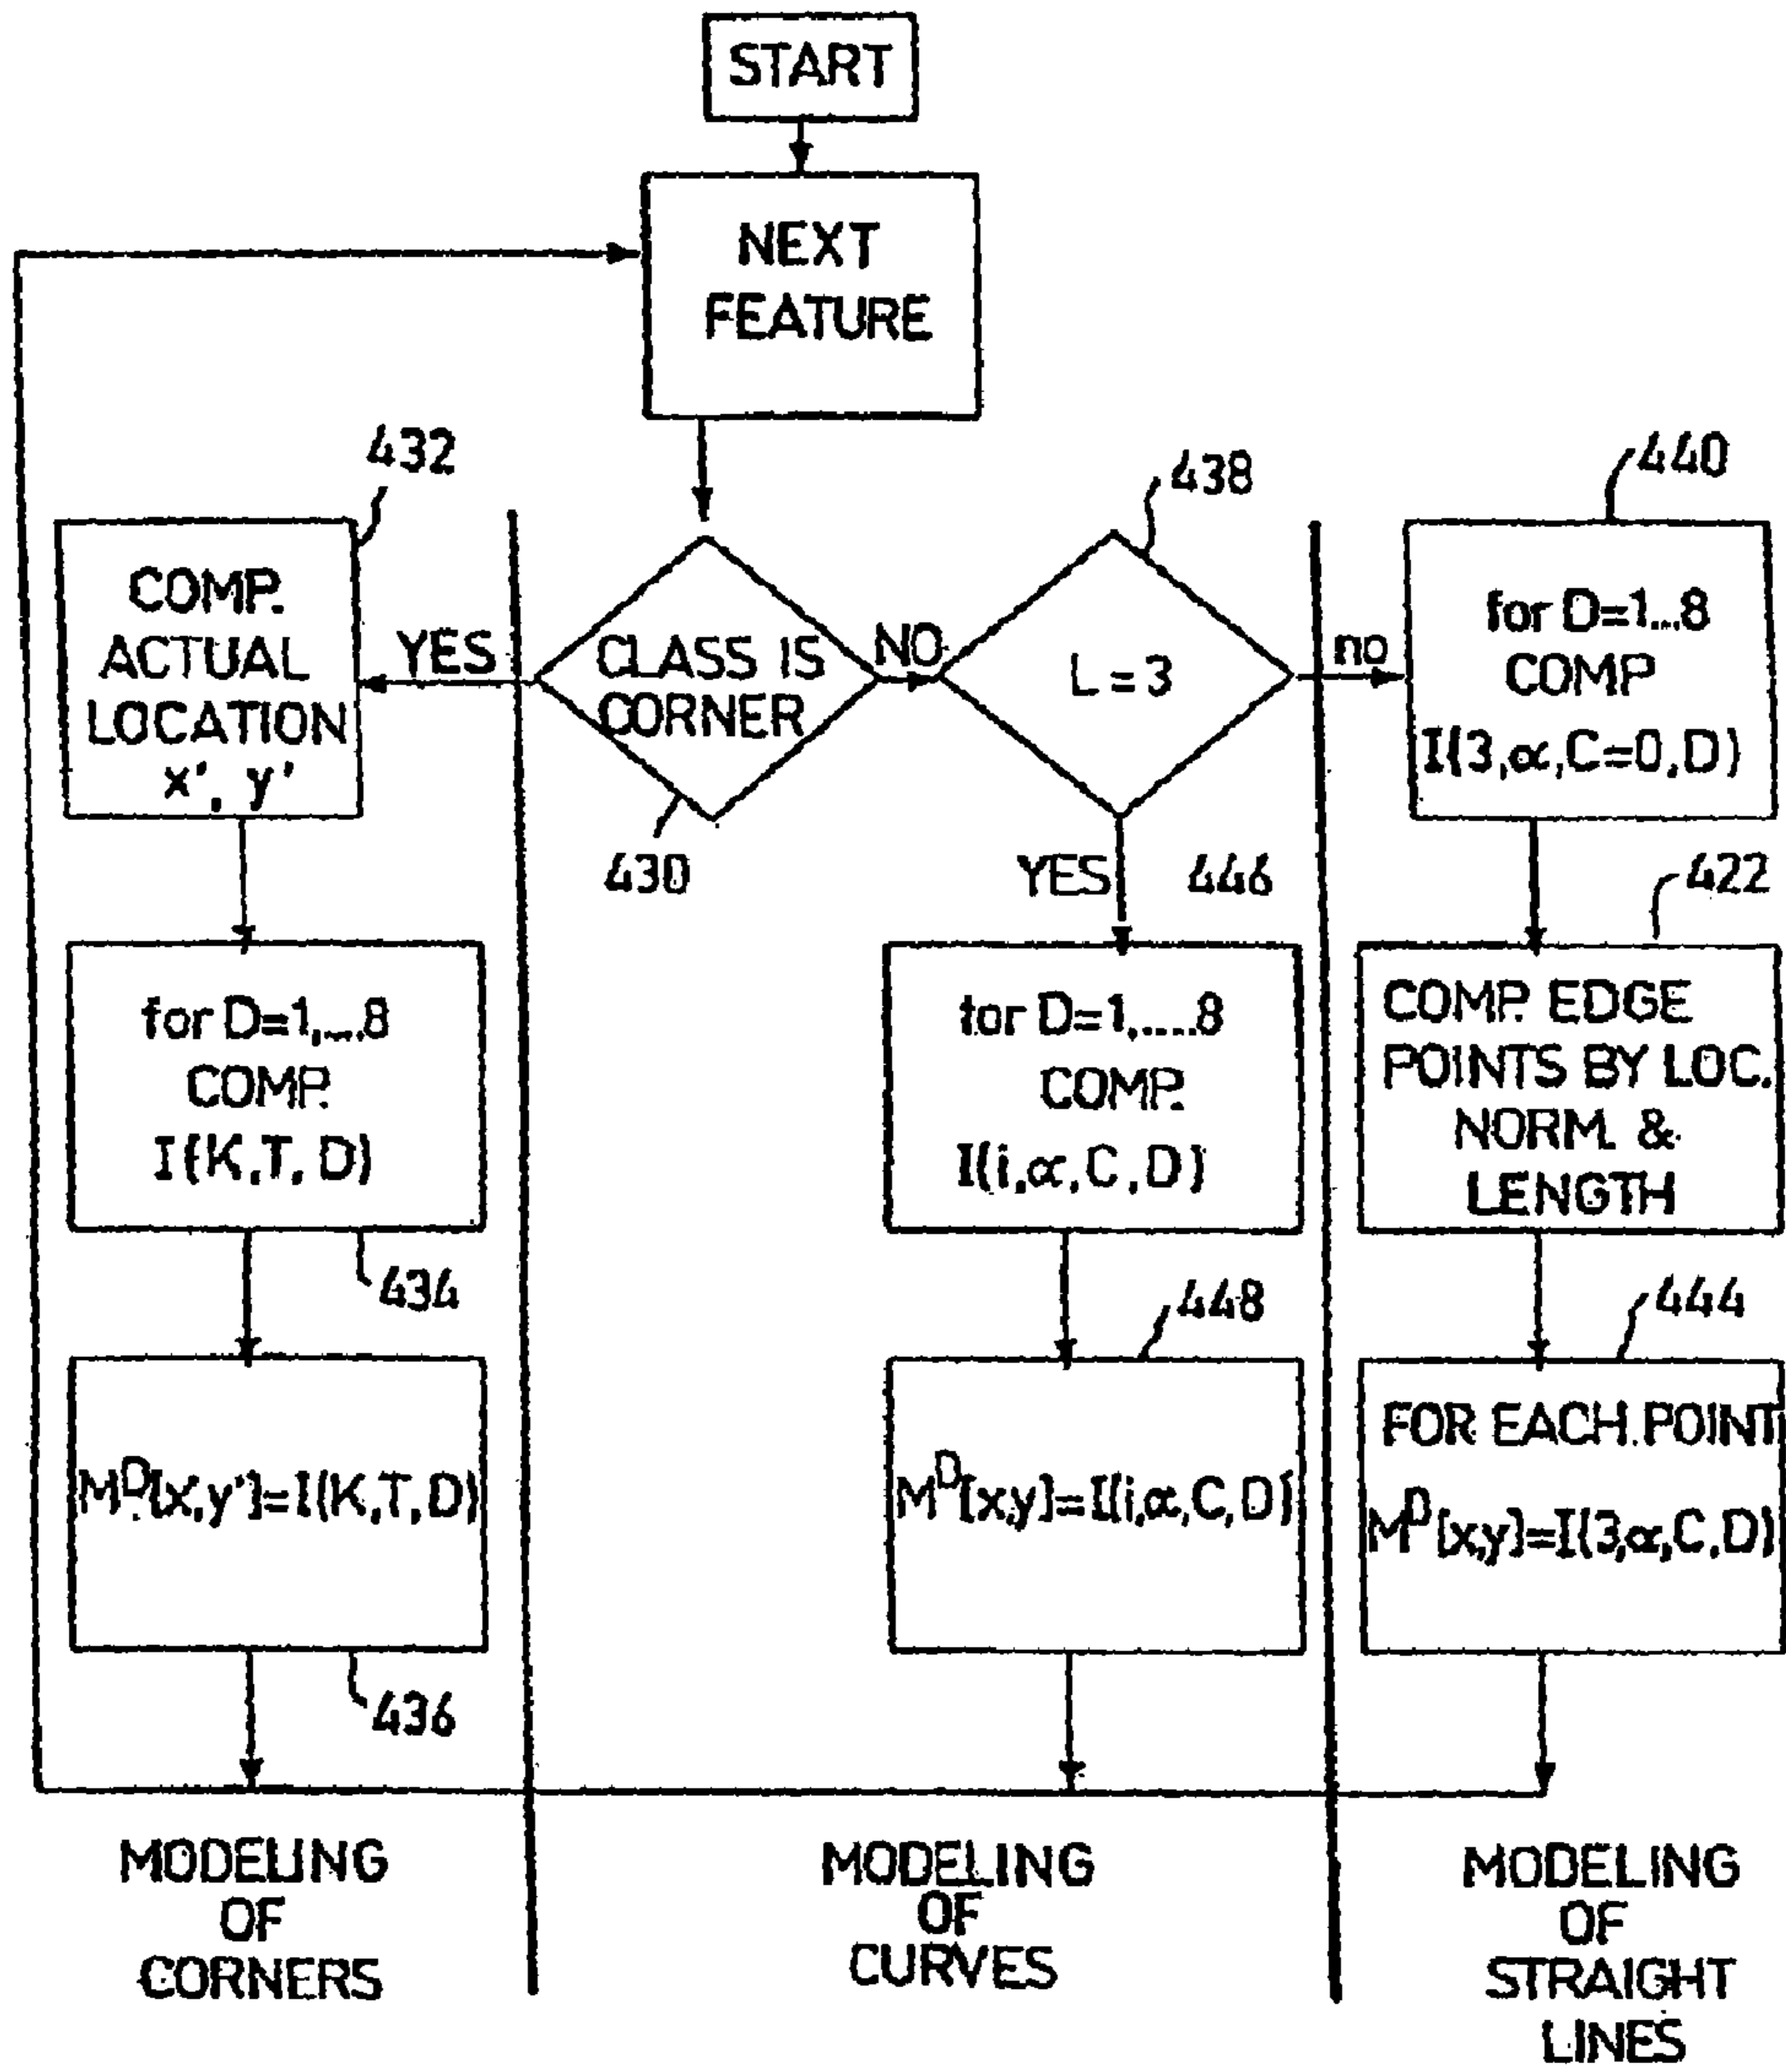 START
NEXT
FEATURE
432
438
440
COMP.
ACTUAL
LOCATION
x', y'
YES
CLASS IS
CORNER
NO
L = 3
no
for D=1...8
COMP
I(3,α,C=0,D)
430
YES
446
422
for D=1,...8
COMP.
I(K,T,D)
for D=1,.....8
COMP.
I(i,α,C,D)
COMP. EDGE
POINTS BY LOC.
NORM. &
LENGTH
434
448
444
M^D[x',y']=I(K,T,D)
M^D[x,y]=I(i,α,C,D)
FOR EACH POINT
M^D[x,y]=I(3,α,C,D)
436
MODELING
OF
CORNERS
MODELING
OF
CURVES
MODELING
OF
STRAIGHT
LINES